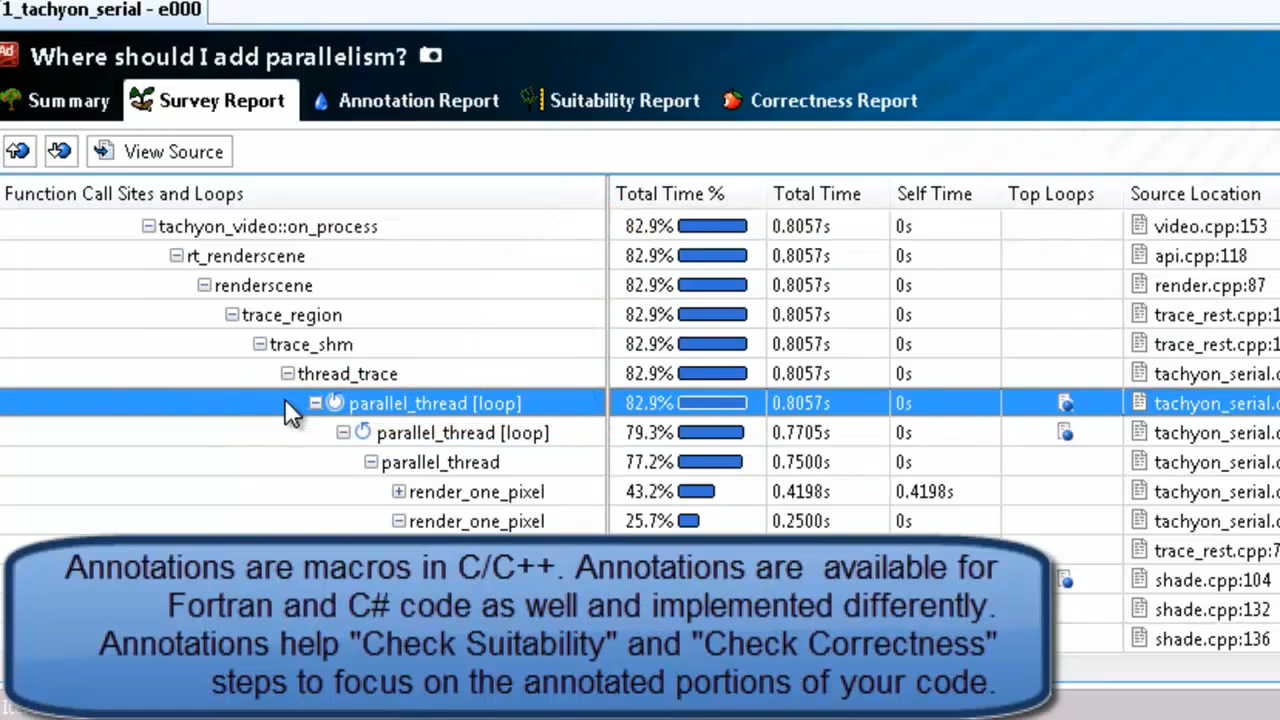 1_tachyon_serial - e000
Where should I add parallelism?
Summary Survey Report Annotation Report Suitability Report Correctness Report
View Source
Function Call Sites and Loops Total Time % Total Time Self Time Top Loops Source Location
tachyon_video::on_process 82.9% 0.8057s 0s video.cpp:153
rt_renderscene 82.9% 0.8057s 0s api.cpp:118
renderscene 82.9% 0.8057s 0s render.cpp:87
trace_region 82.9% 0.8057s 0s trace_rest.cpp:1
trace_shm 82.9% 0.8057s 0s trace_rest.cpp:1
thread_trace 82.9% 0.8057s 0s tachyon_serial.c
parallel_thread [loop] 82.9% 0.8057s 0s tachyon_serial.c
parallel_thread [loop] 79.3% 0.7705s 0s tachyon_serial.c
parallel_thread 77.2% 0.7500s 0s tachyon_serial.c
render_one_pixel 43.2% 0.4198s 0.4198s tachyon_serial.c
render_one_pixel 25.7% 0.2500s 0s tachyon_serial.c
trace_rest.cpp:7
shade.cpp:104
shade.cpp:132
shade.cpp:136
Annotations are macros in C/C++. Annotations are available for
Fortran and C# code as well and implemented differently.
Annotations help "Check Suitability" and "Check Correctness"
steps to focus on the annotated portions of your code.